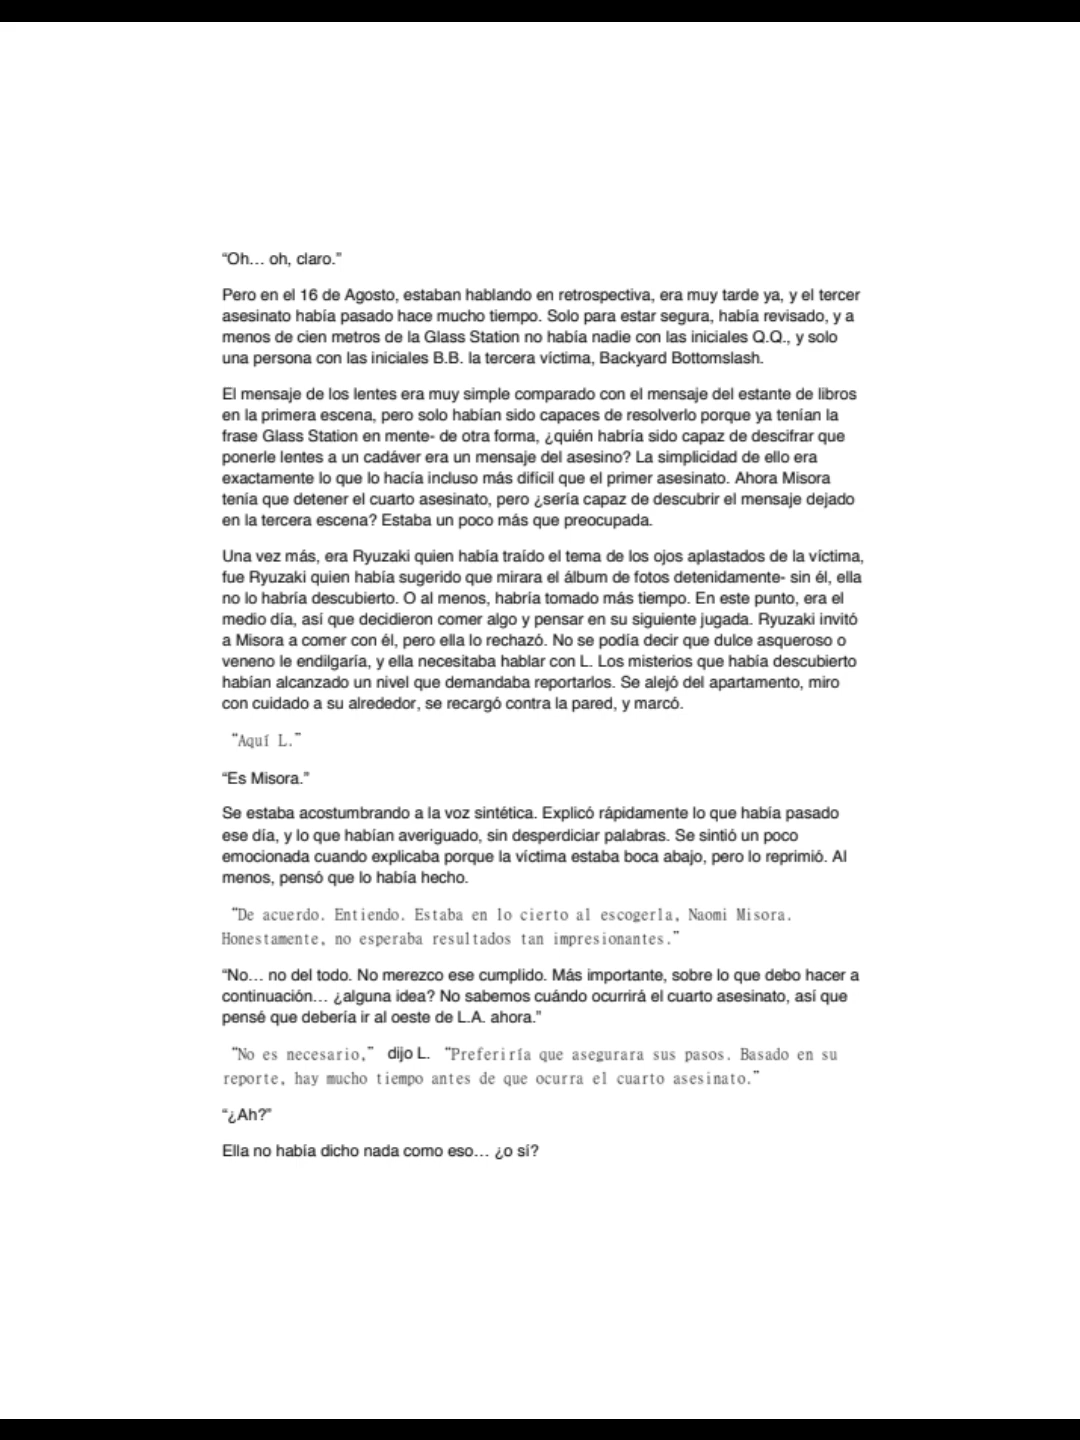 “Oh... oh, claro.”
Pero en el 16 de Agosto, estaban hablando en retrospectiva, era muy tarde ya, y el tercer
asesinato había pasado hace mucho tiempo. Solo para estar segura, había revisado, y a
menos de cien metros de la Glass Station no había nadie con las iniciales Q.Q., y solo
una persona con las iniciales B.B. la tercera víctima, Backyard Bottomslash.
El mensaje de los lentes era muy simple comparado con el mensaje del estante de libros
en la primera escena, pero solo habían sido capaces de resolverlo porque ya tenían la
frase Glass Station en mente- de otra forma, ¿quién habría sido capaz de descifrar que
ponerle lentes a un cadáver era un mensaje del asesino? La simplicidad de ello era
exactamente lo que lo hacía incluso más difícil que el primer asesinato. Ahora Misora
tenía que detener el cuarto asesinato, pero ¿sería capaz de descubrir el mensaje dejado
en la tercera escena? Estaba un poco más que preocupada.
Una vez más, era Ryuzaki quien había traído el tema de los ojos aplastados de la víctima,
fue Ryuzaki quien había sugerido que mirara el álbum de fotos detenidamente- sin él, ella
no lo habría descubierto. O al menos, habría tomado más tiempo. En este punto, era el
medio día, así que decidieron comer algo y pensar en su siguiente jugada. Ryuzaki invitó
a Misora a comer con él, pero ella lo rechazó. No se podía decir que dulce asqueroso o
veneno le endilgaría, y ella necesitaba hablar con L. Los misterios que había descubierto
habían alcanzado un nivel que demandaba reportarlos. Se alejó del apartamento, miro
con cuidado a su alrededor, se recargó contra la pared, y marcó.
“Aquí L.”
“Es Misora.”
Se estaba acostumbrando a la voz sintética. Explicó rápidamente lo que había pasado
ese día, y lo que habían averiguado, sin desperdiciar palabras. Se sintió un poco
emocionada cuando explicaba porque la víctima estaba boca abajo, pero lo reprimió. Al
menos, pensó que lo había hecho.
“De acuerdo. Entiendo. Estaba en lo cierto al escogerla, Naomi Misora.
Honestamente, no esperaba resultados tan impresionantes.”
“No... no del todo. No merezco ese cumplido. Más importante, sobre lo que debo hacer a
continuación... ¿alguna idea? No sabemos cuándo ocurrirá el cuarto asesinato, así que
pensé que debería ir al oeste de L.A. ahora.”
“No es necesario,” dijo L. “Preferiría que asegurara sus pasos. Basado en su
reporte, hay mucho tiempo antes de que ocurra el cuarto asesinato.”
“¿Ah?”
Ella no había dicho nada como eso... ¿o sí?